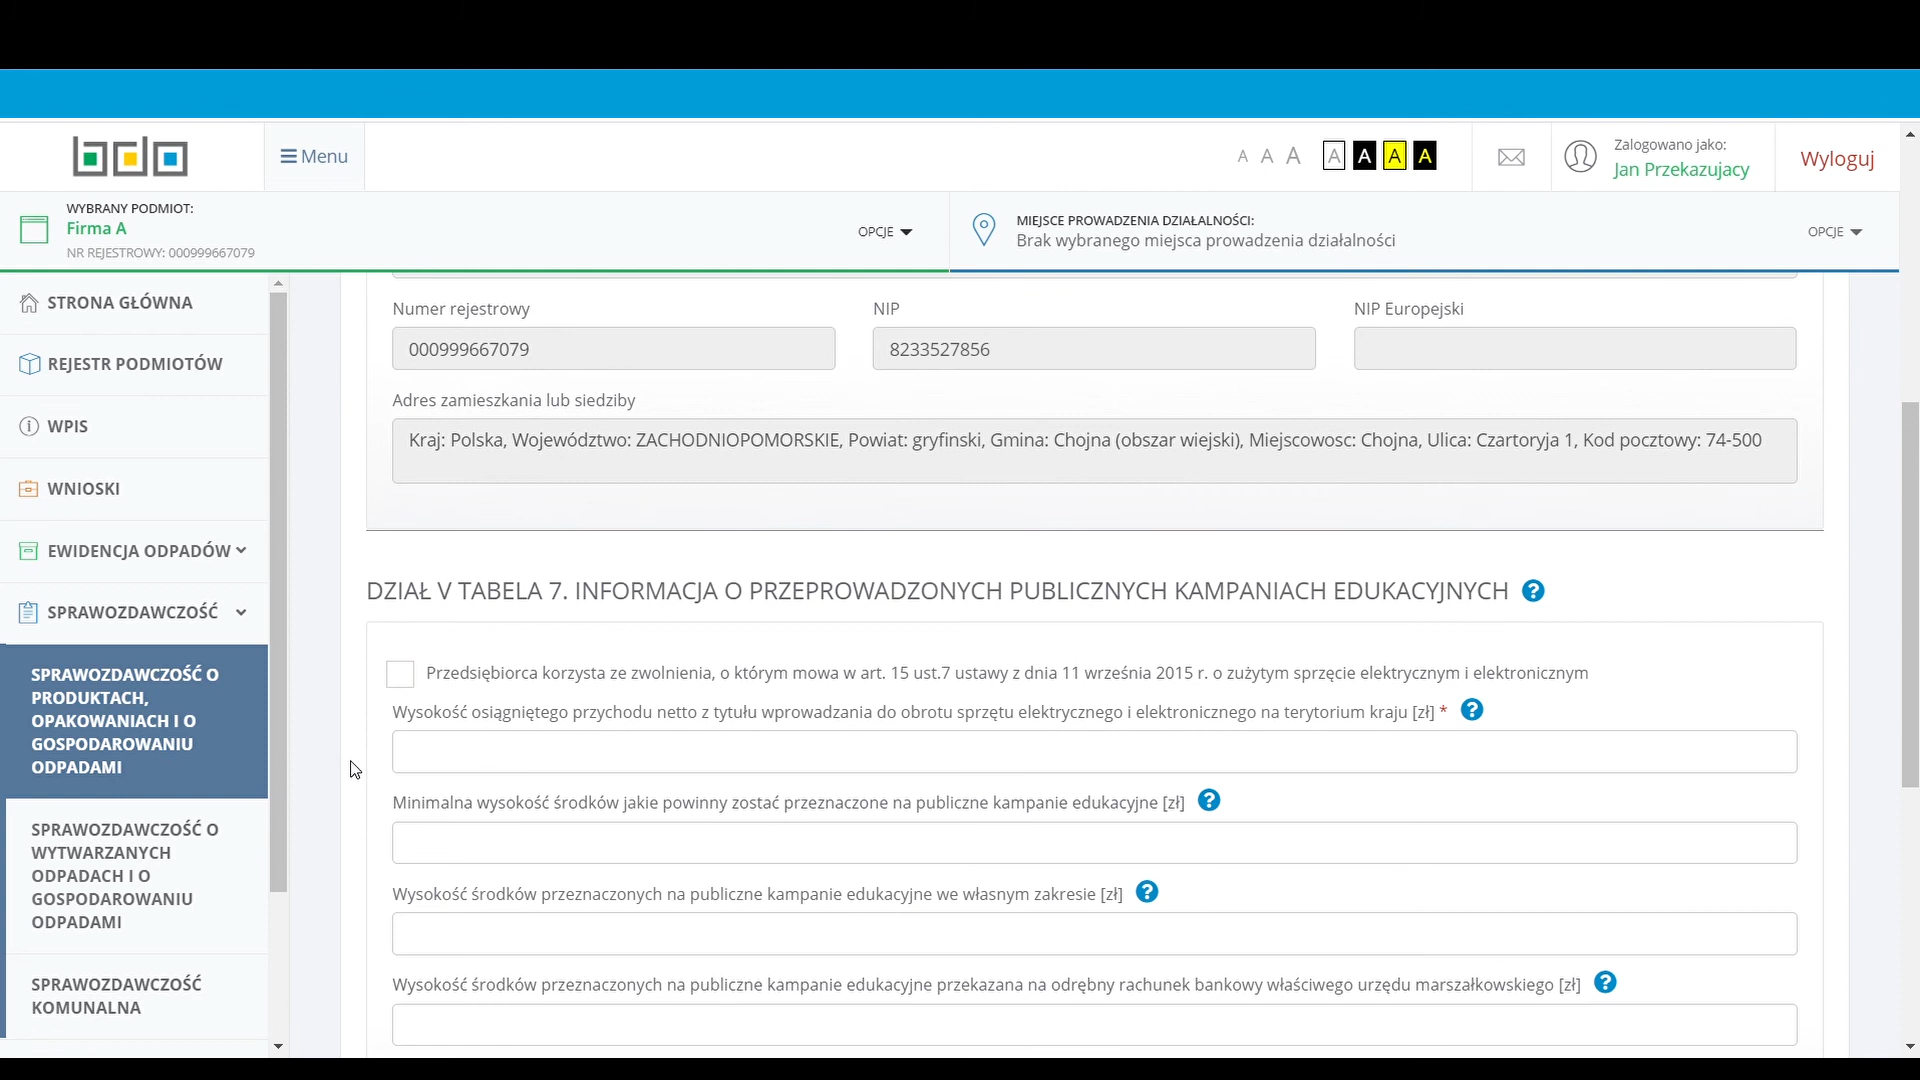 bdo
Menu
A A A A A A A
Zalogowano jako:
Jan Przekazujacy
Wyloguj
WYBRANY PODMIOT:
Firma A
NR REJESTROWY: 000999667079
OPCJE
MIEJSCE PROWADZENIA DZIAŁALNOŚCI:
Brak wybranego miejsca prowadzenia działalności
OPCJE
STRONA GŁÓWNA
REJESTR PODMIOTÓW
WPIS
WNIOSKI
EWIDENCJA ODPADÓW
SPRAWOZDAWCZOŚĆ
SPRAWOZDAWCZOŚĆ O
PRODUKTACH,
OPAKOWANIACH I O
GOSPODAROWANIU
ODPADAMI
SPRAWOZDAWCZOŚĆ O
WYTWARZANYCH
ODPADACH I O
GOSPODAROWANIU
ODPADAMI
SPRAWOZDAWCZOŚĆ
KOMUNALNA
Numer rejestrowy
NIP
NIP Europejski
000999667079
8233527856
Adres zamieszkania lub siedziby
Kraj: Polska, Województwo: ZACHODNIOPOMORSKIE, Powiat: gryfinski, Gmina: Chojna (obszar wiejski), Miejscowosc: Chojna, Ulica: Czartoryja 1, Kod pocztowy: 74-500
DZIAŁ V TABELA 7. INFORMACJA O PRZEPROWADZONYCH PUBLICZNYCH KAMPANIACH EDUKACYJNYCH ?
Przedsiębiorca korzysta ze zwolnienia, o którym mowa w art. 15 ust.7 ustawy z dnia 11 września 2015 r. o zużytym sprzęcie elektrycznym i elektronicznym
Wysokość osiągniętego przychodu netto z tytułu wprowadzania do obrotu sprzętu elektrycznego i elektronicznego na terytorium kraju [zł] * ?
Minimalna wysokość środków jakie powinny zostać przeznaczone na publiczne kampanie edukacyjne [zł] ?
Wysokość środków przeznaczonych na publiczne kampanie edukacyjne we własnym zakresie [zł] ?
Wysokość środków przeznaczonych na publiczne kampanie edukacyjne przekazana na odrębny rachunek bankowy właściwego urzędu marszałkowskiego [zł] ?